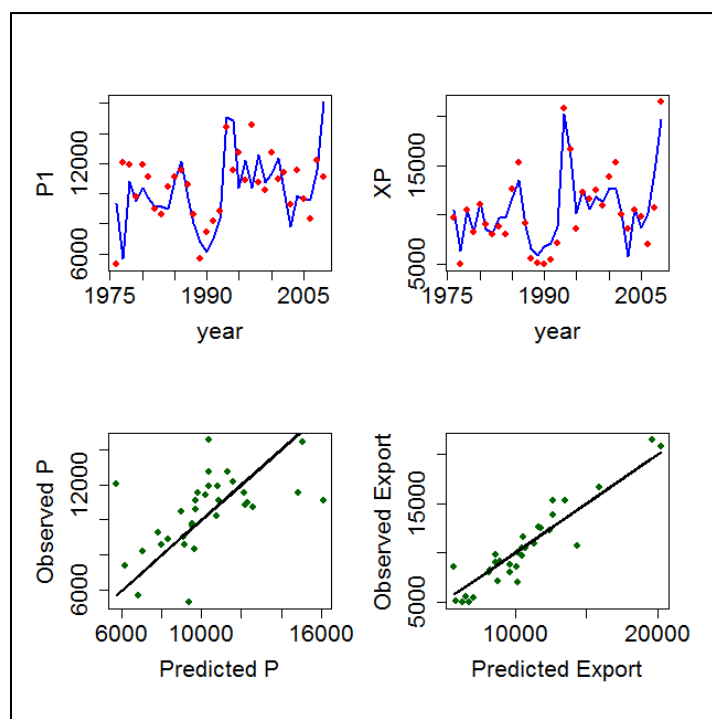 P1
12000
6000
1975 1990 2005
year
XP
15000
5000
1975 1990 2005
year
Observed P
12000
6000
6000 10000 16000
Predicted P
Observed Export
15000
5000
10000 20000
Predicted Export